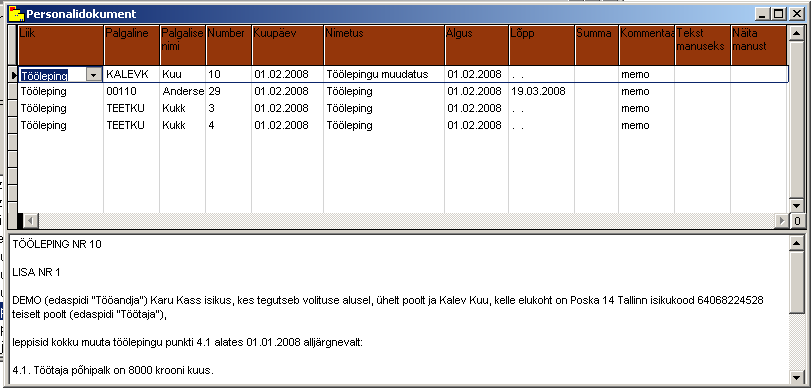 Personalidokument
Liik Palgaline Palgalise nimi Number Kuupäev Nimetus Algus Lõpp Summa Kommentaa Tekst manuseks Näita manust
Tööleping KALEVK Kuu 10 01.02.2008 Töölepingu muudatus 01.02.2008 . . memo
Tööleping 00110 Anderse 29 01.02.2008 Tööleping 01.02.2008 19.03.2008 memo
Tööleping TEETKU Kukk 3 01.02.2008 Tööleping 01.02.2008 . . memo
Tööleping TEETKU Kukk 4 01.02.2008 Tööleping 01.02.2008 . . memo
0
TÖÖLEPING NR 10
LISA NR 1
DEMO (edaspidi "Tööandja") Karu Kass isikus, kes tegutseb volituse alusel, ühelt poolt ja Kalev Kuu, kelle elukoht on Poska 14 Tallinn isikukood 64068224528
teiselt poolt (edaspidi "Töötaja"),
leppisid kokku muuta töölepingu punkti 4.1 alates 01.01.2008 alljärgnevalt:
4.1. Töötaja põhipalk on 8000 krooni kuus.